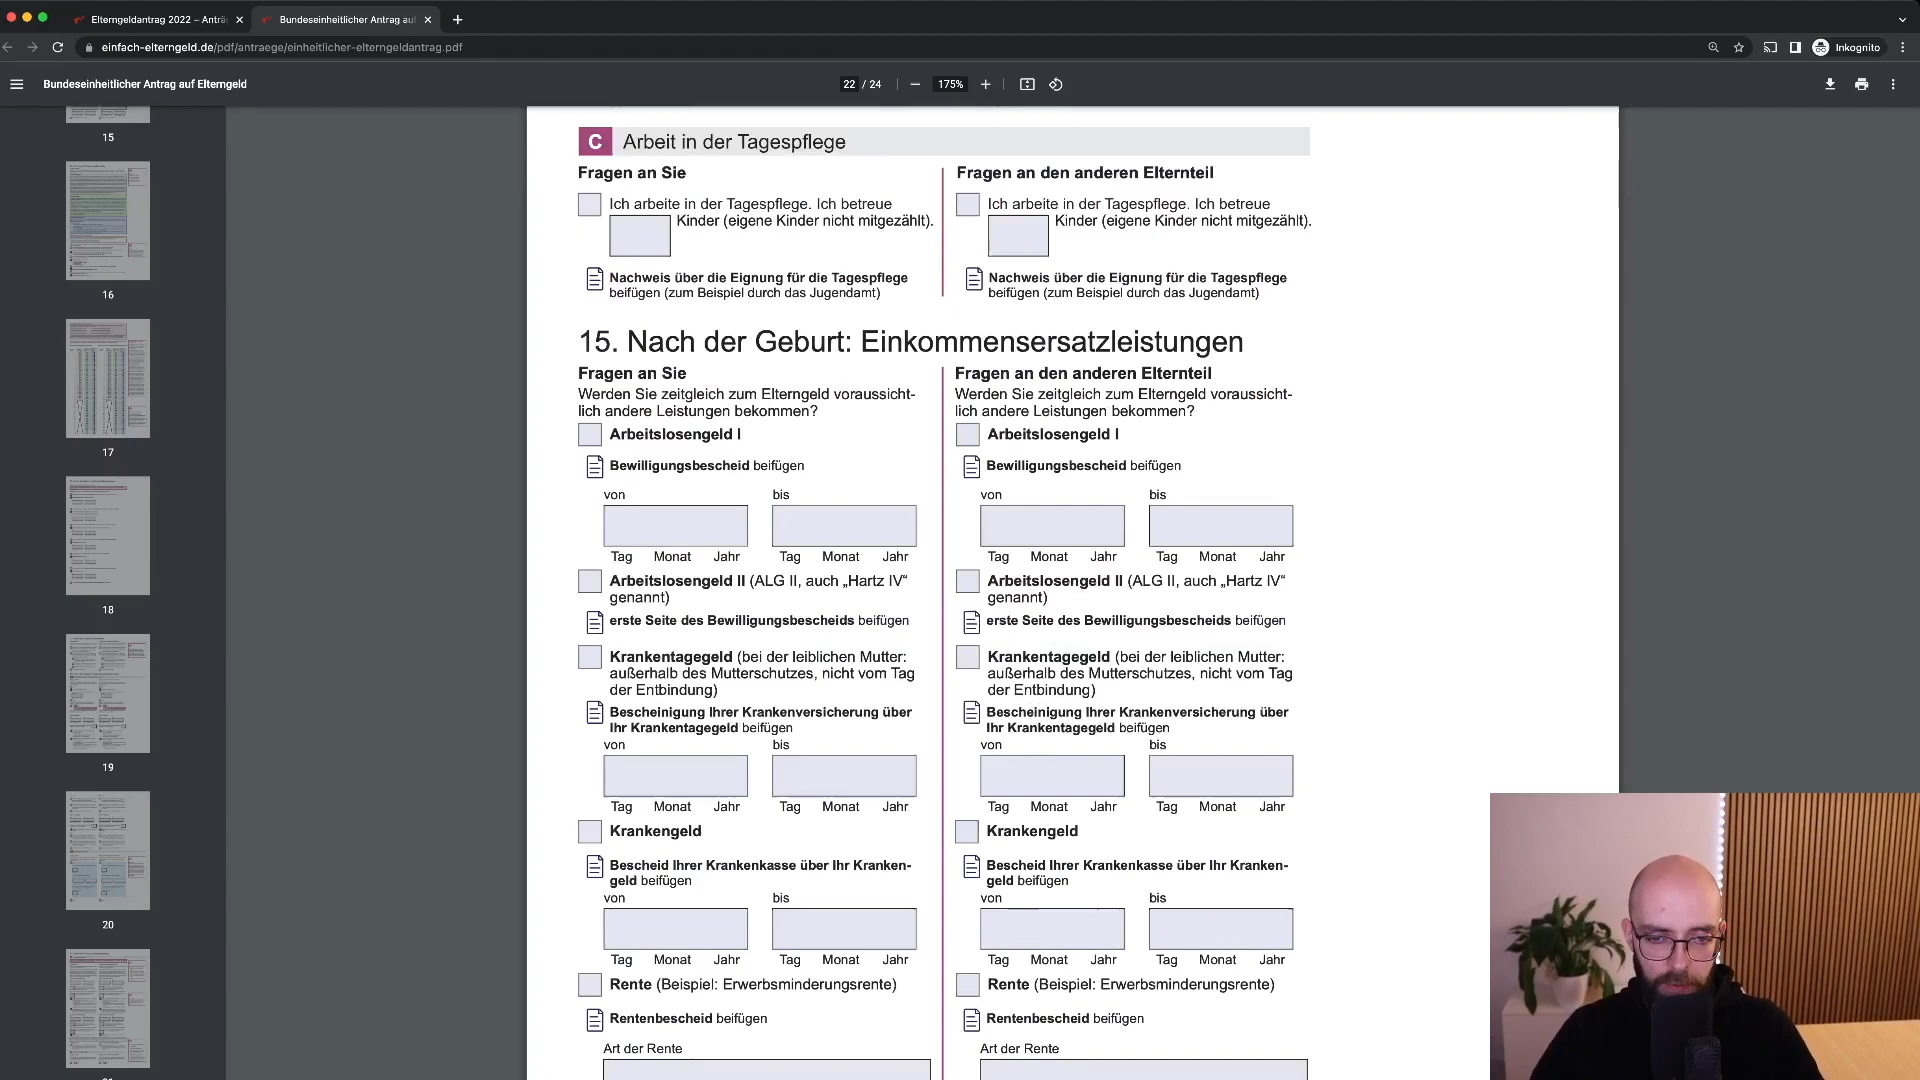 Elterngeldantrag 2022 – Anträ
Bundeseinheitlicher Antrag auf
einfach-elterngeld.de/pdf/antraege/einheitlicher-elterngeldantrag.pdf
Inkognito
Bundeseinheitlicher Antrag auf Elterngeld
22 / 24
175%
15
16
17
18
19
20
C Arbeit in der Tagespflege
Fragen an Sie
Ich arbeite in der Tagespflege. Ich betreue
Kinder (eigene Kinder nicht mitgezählt).
Nachweis über die Eignung für die Tagespflege
beifügen (zum Beispiel durch das Jugendamt)
Fragen an den anderen Elternteil
Ich arbeite in der Tagespflege. Ich betreue
Kinder (eigene Kinder nicht mitgezählt).
Nachweis über die Eignung für die Tagespflege
beifügen (zum Beispiel durch das Jugendamt)
15. Nach der Geburt: Einkommensersatzleistungen
Fragen an Sie
Werden Sie zeitgleich zum Elterngeld voraussicht-
lich andere Leistungen bekommen?
Arbeitslosengeld I
Bewilligungsbescheid beifügen
von bis
Tag Monat Jahr Tag Monat Jahr
Arbeitslosengeld II (ALG II, auch „Hartz IV“
genannt)
erste Seite des Bewilligungsbescheids beifügen
Krankentagegeld (bei der leiblichen Mutter:
außerhalb des Mutterschutzes, nicht vom Tag
der Entbindung)
Bescheinigung Ihrer Krankenversicherung über
Ihr Krankentagegeld beifügen
von bis
Tag Monat Jahr Tag Monat Jahr
Krankengeld
Bescheid Ihrer Krankenkasse über Ihr Kranken-
geld beifügen
von bis
Tag Monat Jahr Tag Monat Jahr
Rente (Beispiel: Erwerbsminderungsrente)
Rentenbescheid beifügen
Art der Rente
Fragen an den anderen Elternteil
Werden Sie zeitgleich zum Elterngeld voraussicht-
lich andere Leistungen bekommen?
Arbeitslosengeld I
Bewilligungsbescheid beifügen
von bis
Tag Monat Jahr Tag Monat Jahr
Arbeitslosengeld II (ALG II, auch „Hartz IV“
genannt)
erste Seite des Bewilligungsbescheids beifügen
Krankentagegeld (bei der leiblichen Mutter:
außerhalb des Mutterschutzes, nicht vom Tag
der Entbindung)
Bescheinigung Ihrer Krankenversicherung über
Ihr Krankentagegeld beifügen
von bis
Tag Monat Jahr Tag Monat Jahr
Krankengeld
Bescheid Ihrer Krankenkasse über Ihr Kranken-
geld beifügen
von bis
Tag Monat Jahr Tag Monat Jahr
Rente (Beispiel: Erwerbsminderungsrente)
Rentenbescheid beifügen
Art der Rente